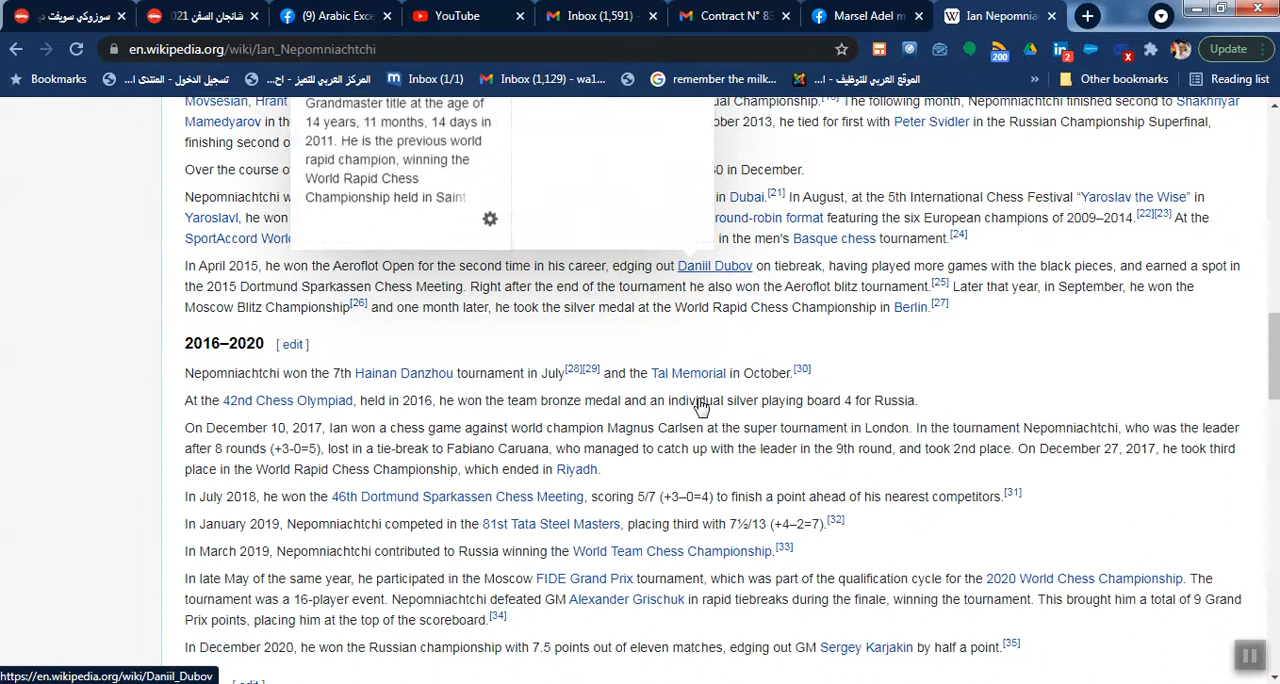 سوزوكي سويفت × شانجان السفن 2021 × (9) Arabic Exce × YouTube × Inbox (1,591) × Contract N° 83 × Marsel Adel m × Ian Nepomnia ×
en.wikipedia.org/wiki/Ian_Nepomniachtchi 200 2 x Update
Bookmarks تسجيل الدخول - المنتدى ا... المركز العربي للتميز - اح... Inbox (1/1) Inbox (1,129) - wa1... remember the milk... الموقع العربي للتوظيف - ا... » Other bookmarks Reading list
Movsesian, Hrant
Mamedyarov in the
finishing second o
Grandmaster title at the age of
14 years, 11 months, 14 days in
2011. He is the previous world
rapid champion, winning the
World Rapid Chess
Championship held in Saint
ual Championship. The following month, Nepomniachtchi finished second to Shakhriyar
ober 2013, he tied for first with Peter Svidler in the Russian Championship Superfinal,
Over the course o
0 in December.
Nepomniachtchi w
in Dubai.[21] In August, at the 5th International Chess Festival “Yaroslav the Wise” in
Yaroslavl, he won
round-robin format featuring the six European champions of 2009–2014.[22][23] At the
SportAccord World
in the men's Basque chess tournament.[24]
In April 2015, he won the Aeroflot Open for the second time in his career, edging out Daniil Dubov on tiebreak, having played more games with the black pieces, and earned a spot in
the 2015 Dortmund Sparkassen Chess Meeting. Right after the end of the tournament he also won the Aeroflot blitz tournament.[25] Later that year, in September, he won the
Moscow Blitz Championship[26] and one month later, he took the silver medal at the World Rapid Chess Championship in Berlin.[27]
2016–2020 [ edit ]
Nepomniachtchi won the 7th Hainan Danzhou tournament in July[28][29] and the Tal Memorial in October.[30]
At the 42nd Chess Olympiad, held in 2016, he won the team bronze medal and an individual silver playing board 4 for Russia.
On December 10, 2017, Ian won a chess game against world champion Magnus Carlsen at the super tournament in London. In the tournament Nepomniachtchi, who was the leader
after 8 rounds (+3-0=5), lost in a tie-break to Fabiano Caruana, who managed to catch up with the leader in the 9th round, and took 2nd place. On December 27, 2017, he took third
place in the World Rapid Chess Championship, which ended in Riyadh.
In July 2018, he won the 46th Dortmund Sparkassen Chess Meeting, scoring 5/7 (+3–0=4) to finish a point ahead of his nearest competitors.[31]
In January 2019, Nepomniachtchi competed in the 81st Tata Steel Masters, placing third with 7½/13 (+4–2=7).[32]
In March 2019, Nepomniachtchi contributed to Russia winning the World Team Chess Championship.[33]
In late May of the same year, he participated in the Moscow FIDE Grand Prix tournament, which was part of the qualification cycle for the 2020 World Chess Championship. The
tournament was a 16-player event. Nepomniachtchi defeated GM Alexander Grischuk in rapid tiebreaks during the finale, winning the tournament. This brought him a total of 9 Grand
Prix points, placing him at the top of the scoreboard.[34]
In December 2020, he won the Russian championship with 7.5 points out of eleven matches, edging out GM Sergey Karjakin by half a point.[35]
https://en.wikipedia.org/wiki/Daniil_Dubov